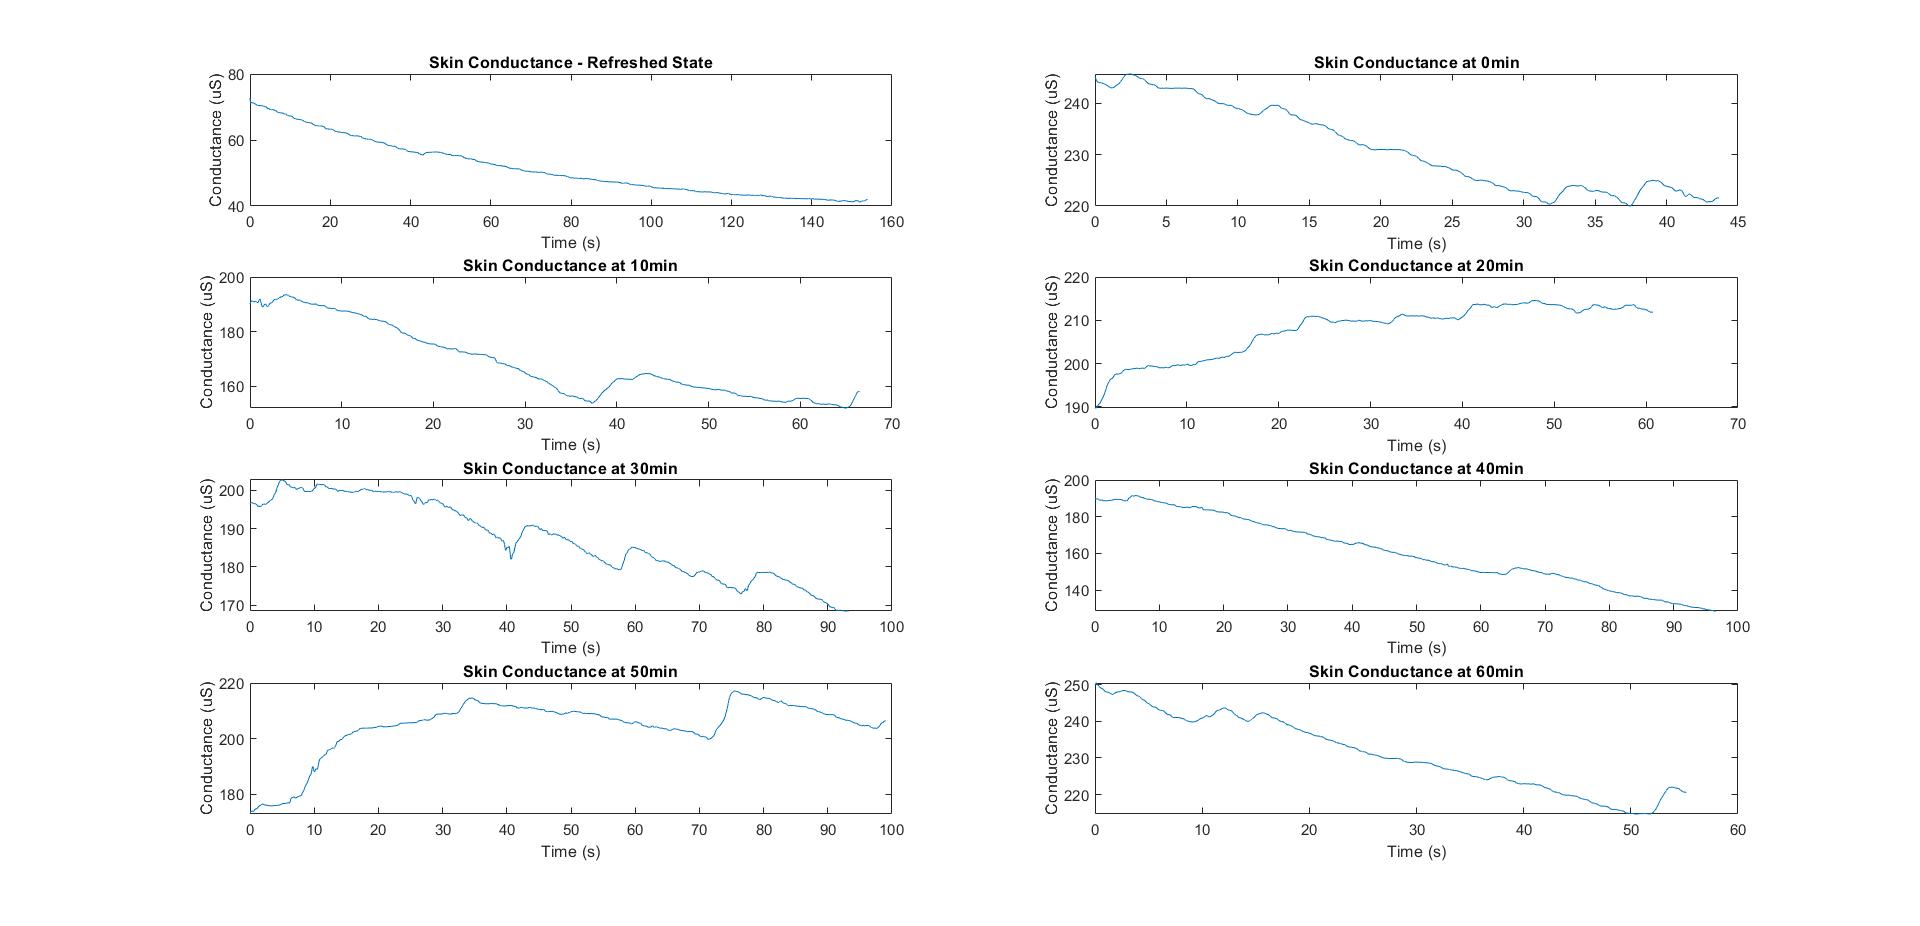 Skin Conductance - Refreshed State
Conductance (uS)
80
60
40
0 20 40 60 80 100 120 140 160
Time (s)
Skin Conductance at 0min
Conductance (uS)
240
230
220
0 5 10 15 20 25 30 35 40 45
Time (s)
Skin Conductance at 10min
Conductance (uS)
200
180
160
0 10 20 30 40 50 60 70
Time (s)
Skin Conductance at 20min
Conductance (uS)
220
210
200
190
0 10 20 30 40 50 60 70
Time (s)
Skin Conductance at 30min
Conductance (uS)
200
190
180
170
0 10 20 30 40 50 60 70 80 90 100
Time (s)
Skin Conductance at 40min
Conductance (uS)
200
180
160
140
0 10 20 30 40 50 60 70 80 90 100
Time (s)
Skin Conductance at 50min
Conductance (uS)
220
200
180
0 10 20 30 40 50 60 70 80 90 100
Time (s)
Skin Conductance at 60min
Conductance (uS)
250
240
230
220
0 10 20 30 40 50 60
Time (s)